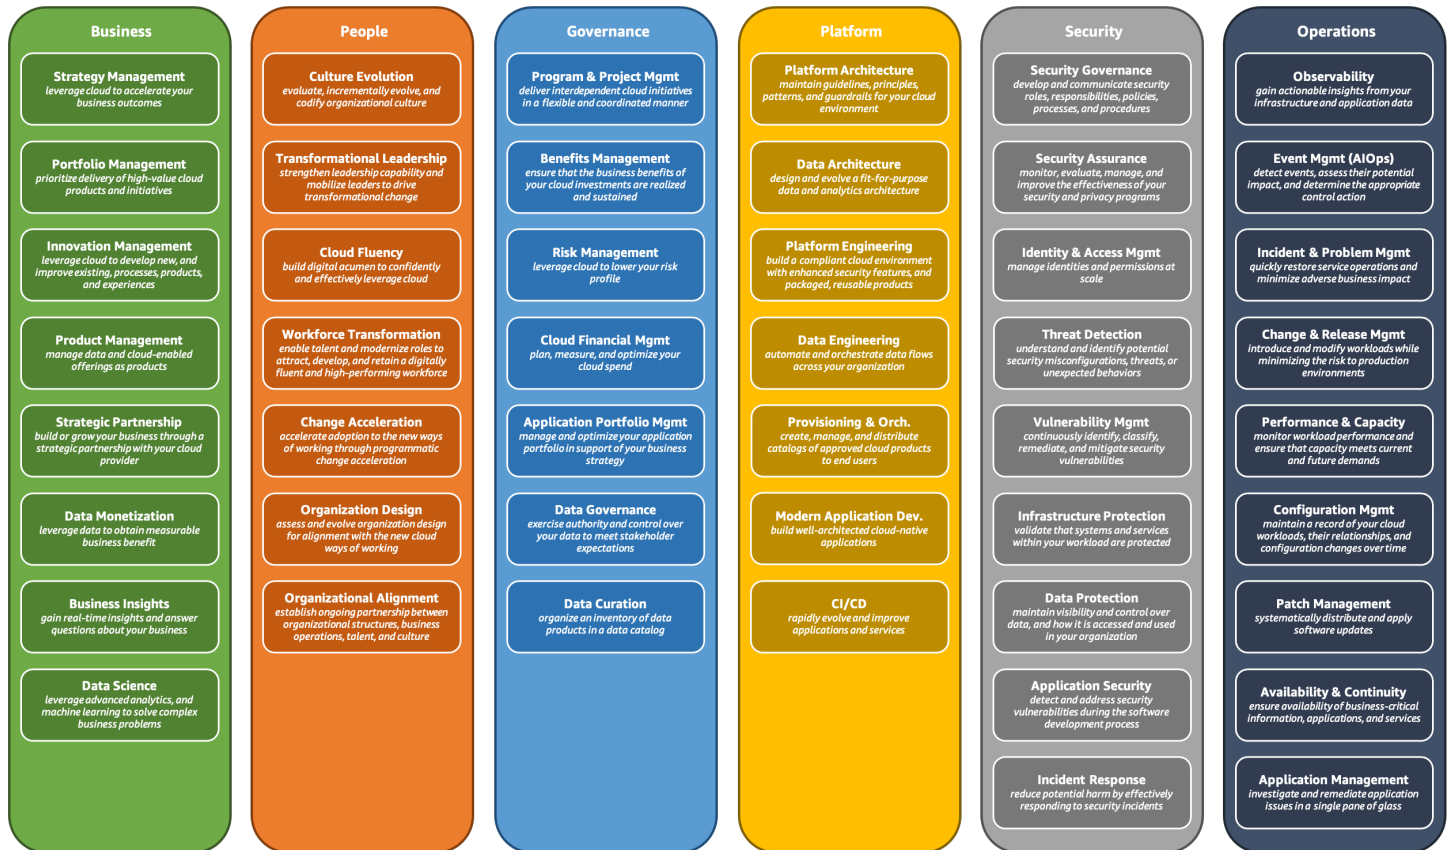 Business
Strategy Management
leverage cloud to accelerate your
business outcomes
Portfolio Management
prioritize delivery of high-value cloud
products and initiatives
Innovation Management
leverage cloud to develop new, and
improve existing, processes, products,
and experiences
Product Management
manage data and cloud-enabled
offerings as products
Strategic Partnership
build or grow your business through a
strategic partnership with your cloud
provider
Data Monetization
leverage data to obtain measurable
business benefit
Business Insights
gain real-time insights and answer
questions about your business
Data Science
leverage advanced analytics, and
machine learning to solve complex
business problems
People
Culture Evolution
evaluate, incrementally evolve, and
codify organizational culture
Transformational Leadership
strengthen leadership capability and
mobilize leaders to drive
transformational change
Cloud Fluency
build digital acumen to confidently
and effectively leverage cloud
Workforce Transformation
enable talent and modernize roles to
attract, develop, and retain a digitally
fluent and high-performing workforce
Change Acceleration
accelerate adoption to the new ways
of working through programmatic
change acceleration
Organization Design
assess and evolve organization design
for alignment with the new cloud
ways of working
Organizational Alignment
establish ongoing partnership between
organizational structures, business
operations, talent, and culture
Governance
Program & Project Mgmt
deliver interdependent cloud initiatives
in a flexible and coordinated manner
Benefits Management
ensure that the business benefits of
your cloud investments are realized
and sustained
Risk Management
leverage cloud to lower your risk
profile
Cloud Financial Mgmt
plan, measure, and optimize your
cloud spend
Application Portfolio Mgmt
manage and optimize your application
portfolio in support of your business
strategy
Data Governance
exercise authority and control over
your data to meet stakeholder
expectations
Data Curation
organize an inventory of data
products in a data catalog
Platform
Platform Architecture
maintain guidelines, principles,
patterns, and guardrails for your cloud
environment
Data Architecture
design and evolve a fit-for-purpose
data and analytics architecture
Platform Engineering
build a compliant cloud environment
with enhanced security features, and
packaged, reusable products
Data Engineering
automate and orchestrate data flows
across your organization
Provisioning & Orch.
create, manage, and distribute
catalogs of approved cloud products
to end users
Modern Application Dev.
build well-architected cloud-native
applications
CI/CD
rapidly evolve and improve
applications and services
Security
Security Governance
develop and communicate security
roles, responsibilities, policies,
processes, and procedures
Security Assurance
monitor, evaluate, manage, and
improve the effectiveness of your
security and privacy programs
Identity & Access Mgmt
manage identities and permissions at
scale
Threat Detection
understand and identify potential
security misconfigurations, threats, or
unexpected behaviors
Vulnerability Mgmt
continuously identify, classify,
remediate, and mitigate security
vulnerabilities
Infrastructure Protection
validate that systems and services
within your workload are protected
Data Protection
maintain visibility and control over
data, and how it is accessed and used
in your organization
Application Security
detect and address security
vulnerabilities during the software
development process
Incident Response
reduce potential harm by effectively
responding to security incidents
Operations
Observability
gain actionable insights from your
infrastructure and application data
Event Mgmt (AIOps)
detect events, assess their potential
impact, and determine the appropriate
control action
Incident & Problem Mgmt
quickly restore service operations and
minimize adverse business impact
Change & Release Mgmt
introduce and modify workloads while
minimizing the risk to production
environments
Performance & Capacity
monitor workload performance and
ensure that capacity meets current
and future demands
Configuration Mgmt
maintain a record of your cloud
workloads, their relationships, and
configuration changes over time
Patch Management
systematically distribute and apply
software updates
Availability & Continuity
ensure availability of business-critical
information, applications, and services
Application Management
investigate and remediate application
issues in a single pane of glass